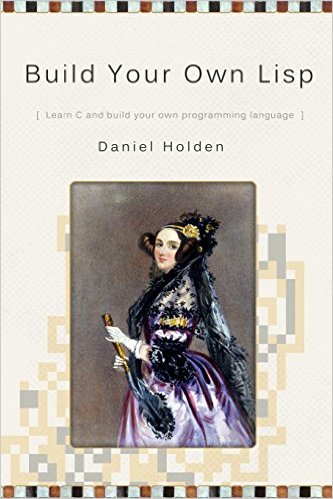 Build Your Own Lisp
[ Learn C and build your own programming language ]
Daniel Holden